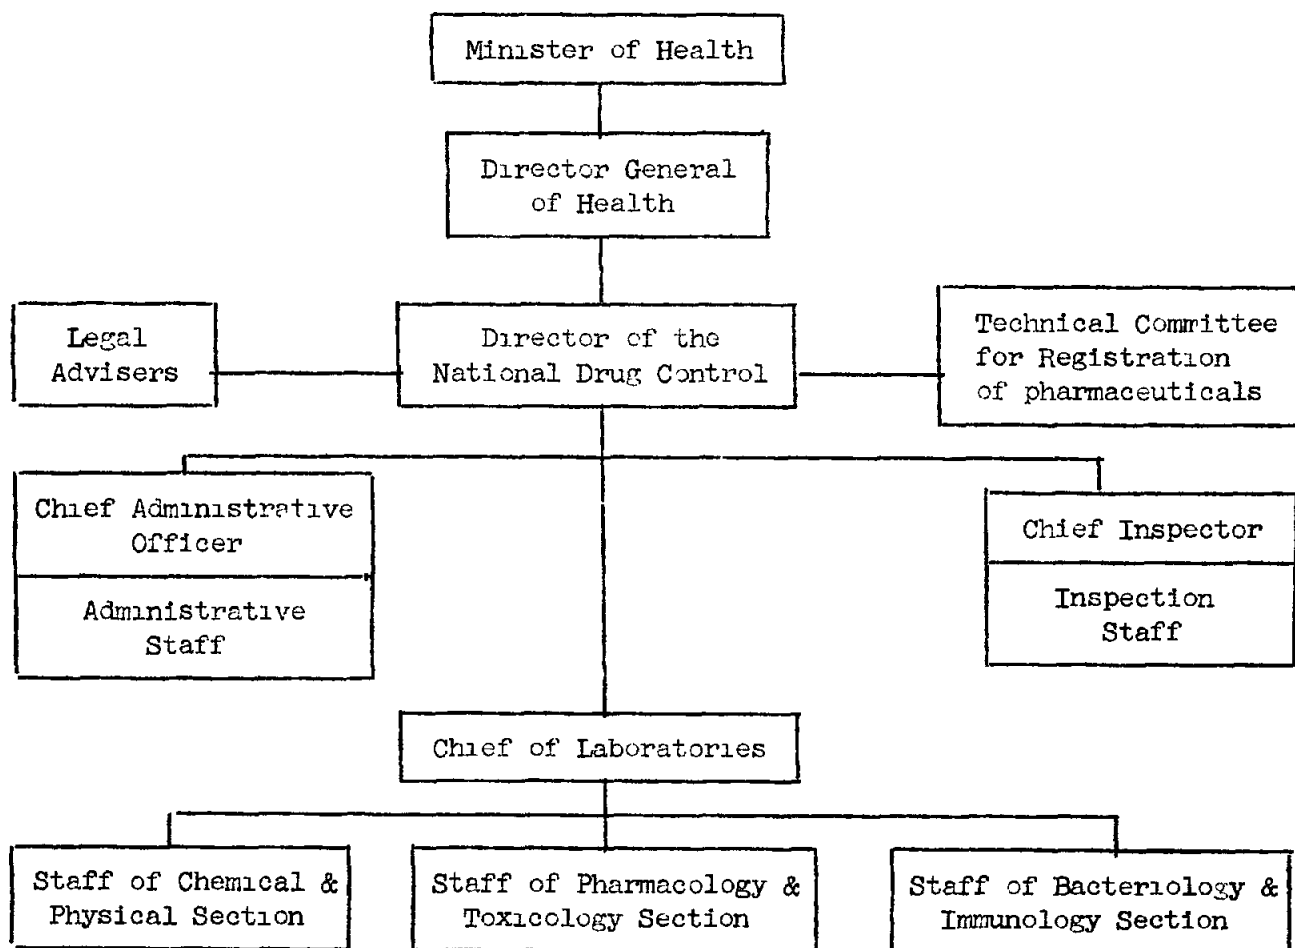 Minister of Health
Director General
of Health
Legal
Advisers
Director of the
National Drug Control
Technical Committee
for Registration
of pharmaceuticals
Chief Administrative
Officer
Administrative
Staff
Chief Inspector
Inspection
Staff
Chief of Laboratories
Staff of Chemical &
Physical Section
Staff of Pharmacology &
Toxicology Section
Staff of Bacteriology &
Immunology Section